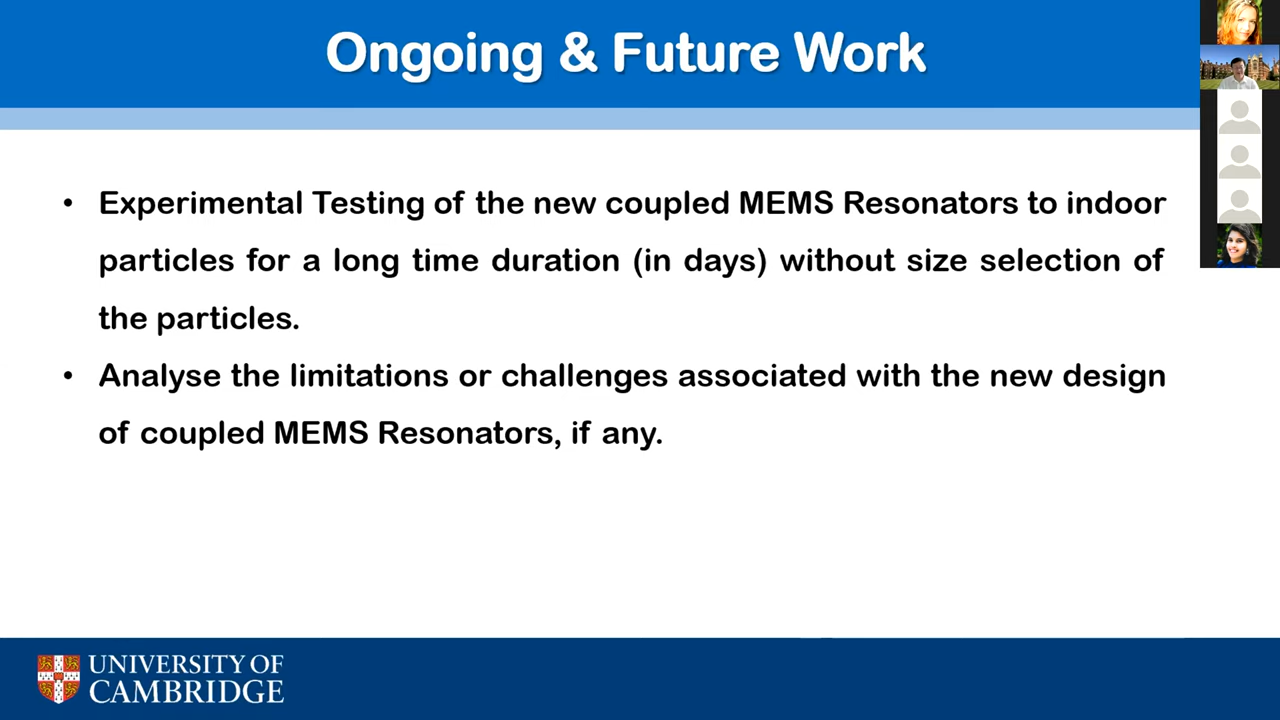 Ongoing & Future Work
• Experimental Testing of the new coupled MEMS Resonators to indoor
particles for a long time duration (in days) without size selection of
the particles.
• Analyse the limitations or challenges associated with the new design
of coupled MEMS Resonators, if any.
UNIVERSITY OF
CAMBRIDGE